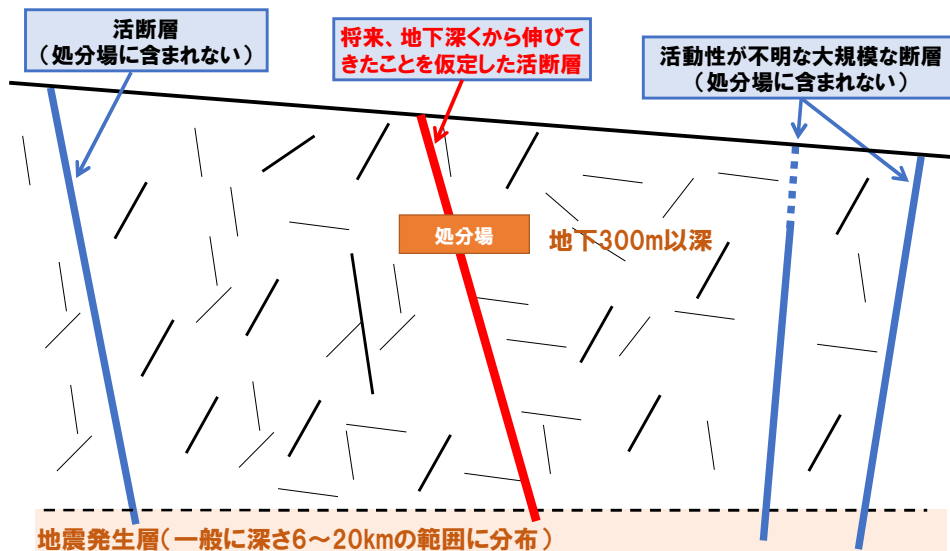 活断層
（処分場に含まれない）
将来、地下深くから伸びて
きたことを仮定した活断層
活動性が不明な大規模な断層
（処分場に含まれない）
処分場
地下300m以深
地震発生層（一般に深さ6～20kmの範囲に分布）